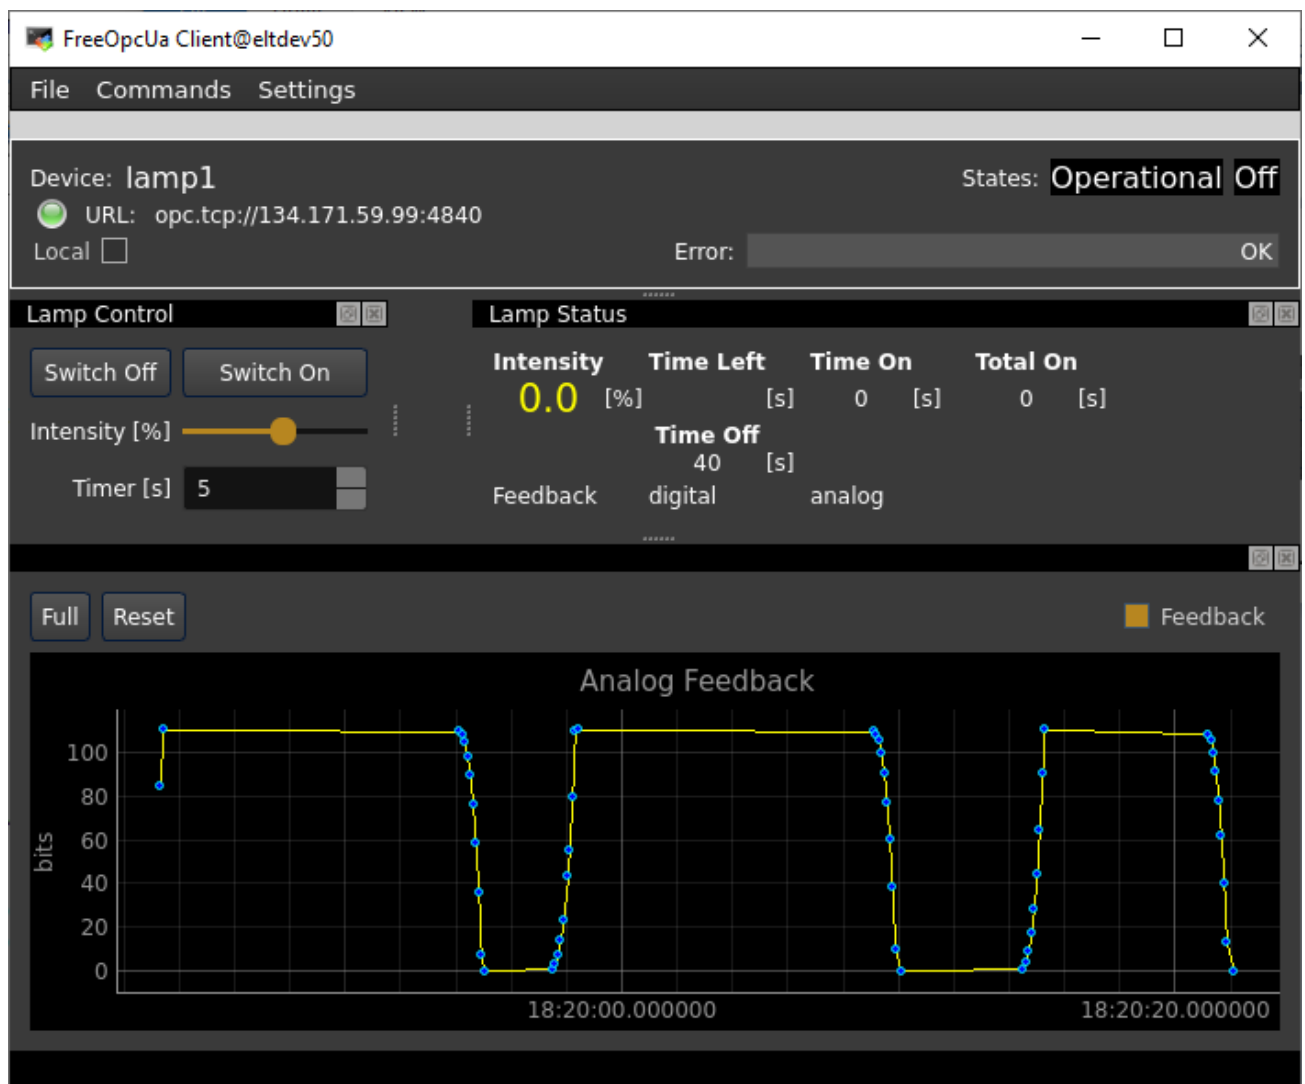 FreeOpcUa Client@eltdev50
File Commands Settings
Device: lamp1
States: Operational Off
URL: opc.tcp://134.171.59.99:4840
Local
Error: OK
Lamp Control
Lamp Status
Switch Off Switch On
Intensity [%]
Timer [s] 5
Intensity Time Left Time On Total On
0.0 [%] [s] 0 [s] 0 [s]
Time Off
40 [s]
Feedback digital analog
Full Reset
Feedback
Analog Feedback
bits
100
80
60
40
20
0
18:20:00.000000 18:20:20.000000